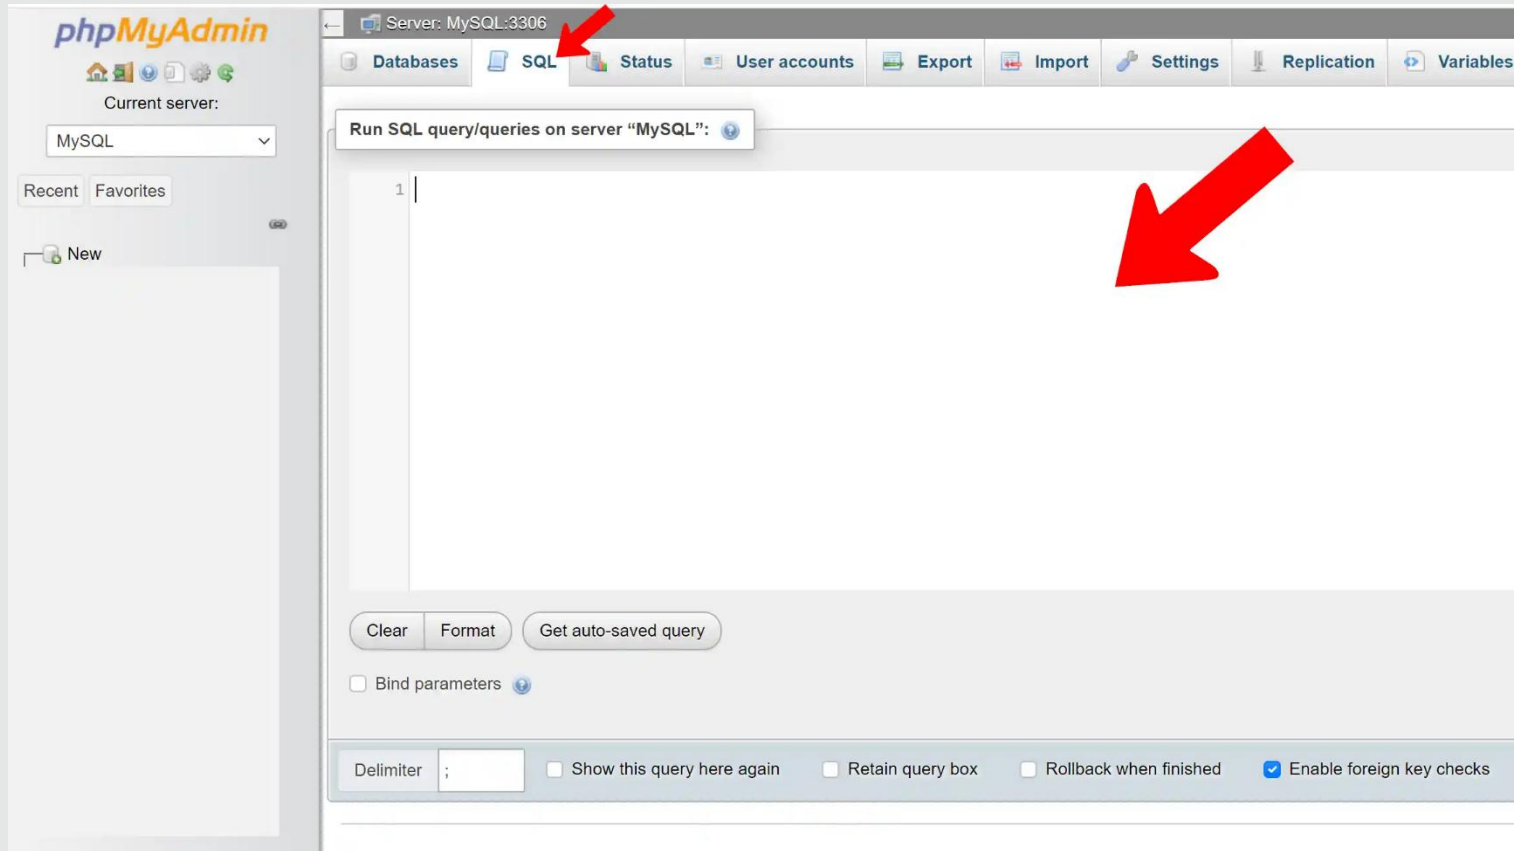 phpMyAdmin
Current server:
MySQL
Recent Favorites
New
Server: MySQL:3306
Databases SQL Status User accounts Export Import Settings Replication Variables
Run SQL query/queries on server “MySQL”:
1
Clear Format Get auto-saved query
Bind parameters
Delimiter ; Show this query here again Retain query box Rollback when finished Enable foreign key checks